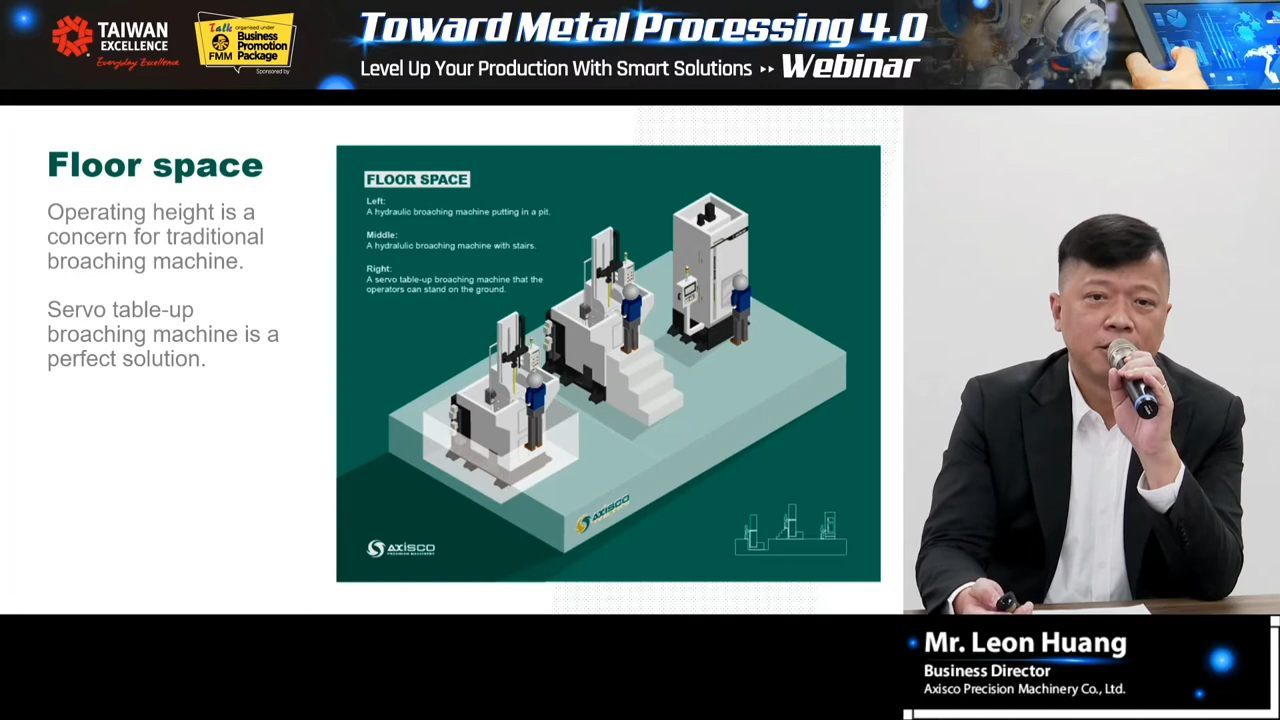 TAIWAN
EXCELLENCE
Everyday Excellence
Talk organised under
FMM
Business
Promotion
Package
Sponsored by
Toward Metal Processing 4.0
Level Up Your Production With Smart Solutions Webinar
Floor space
Operating height is a
concern for traditional
broaching machine.
Servo table-up
broaching machine is a
perfect solution.
FLOOR SPACE
Left:
A hydraulic broaching machine putting in a pit.
Middle:
A hydralulic broaching machine with stairs.
Right:
A servo table-up broaching machine that the
operators can stand on the ground.
AXISCO
AXISCO
PRECISION MACHINERY
Mr. Leon Huang
Business Director
Axisco Precision Machinery Co., Ltd.